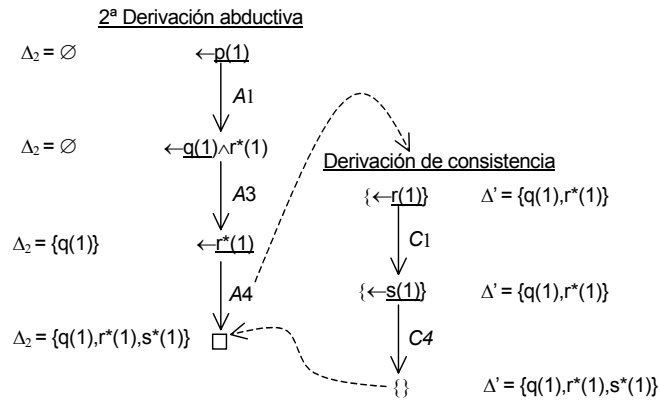 2ª Derivación abductiva
Δ₂ = ∅ ←p(1)
A1
Δ₂ = ∅ ←q(1)∧r*(1)
Derivación de consistencia
A3
{←r(1)} Δ' = {q(1),r*(1)}
Δ₂ = {q(1)} ←r*(1)
C1
A4
{←s(1)} Δ' = {q(1),r*(1)}
Δ₂ = {q(1),r*(1),s*(1)} □
C4
{} Δ' = {q(1),r*(1),s*(1)}